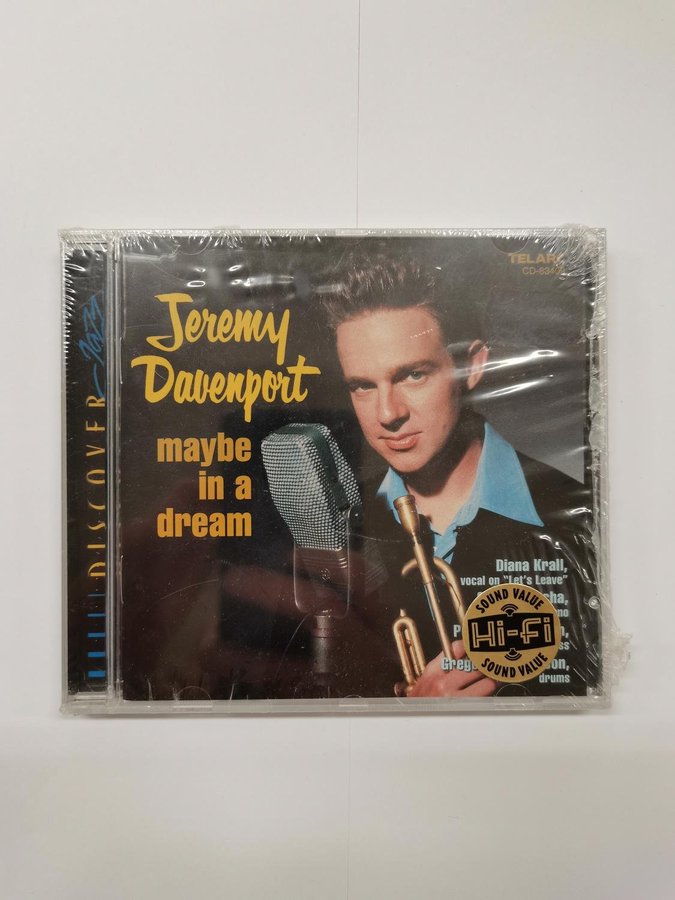 DISCOVER Jazz
TELARC
Jeremy
Davenport
maybe
in a
dream
Diana Krall,
vocal on "Let's Leave"
SOUND VALUE
Hi-Fi
SOUND VALUE
drums